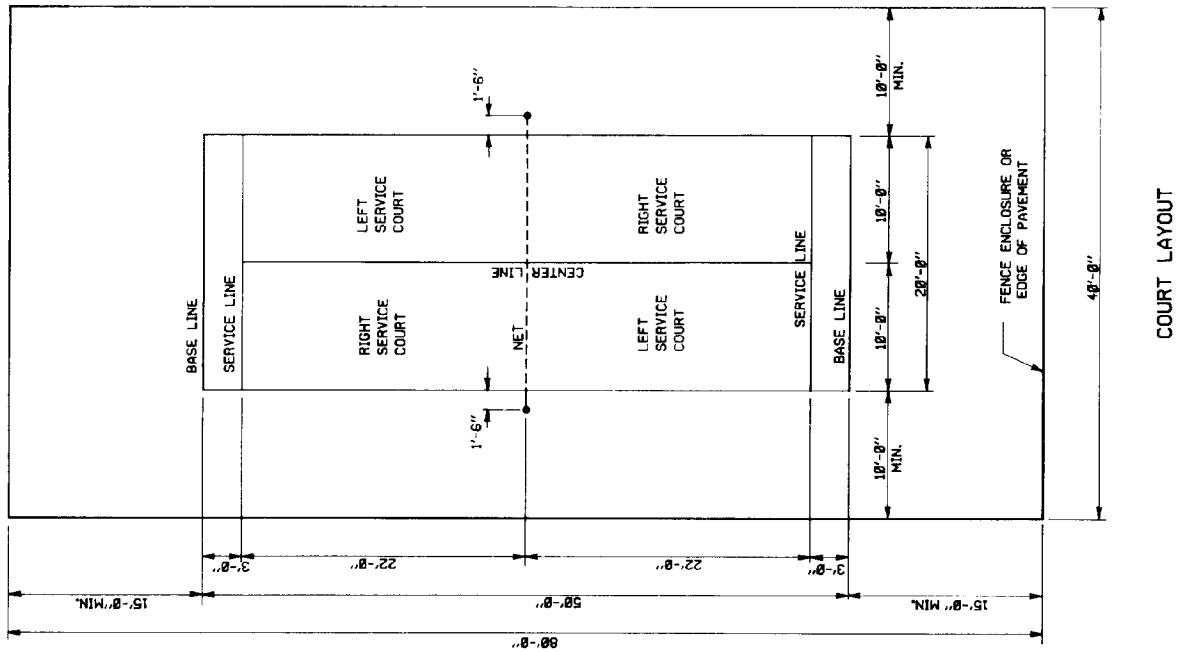 1'-6"
10'-0"
MIN.
BASE LINE
SERVICE LINE
LEFT
SERVICE
COURT
RIGHT
SERVICE
COURT
CENTER LINE
NET
RIGHT
SERVICE
COURT
LEFT
SERVICE
COURT
SERVICE LINE
BASE LINE
10'-0"
10'-0"
20'-0"
1'-6"
10'-0"
MIN.
FENCE ENCLOSURE OR
EDGE OF PAVEMENT
40'-0"
3'-0"
22'-0"
22'-0"
3'-0"
15'-0" MIN.
50'-0"
15'-0" MIN.
80'-0"
COURT LAYOUT